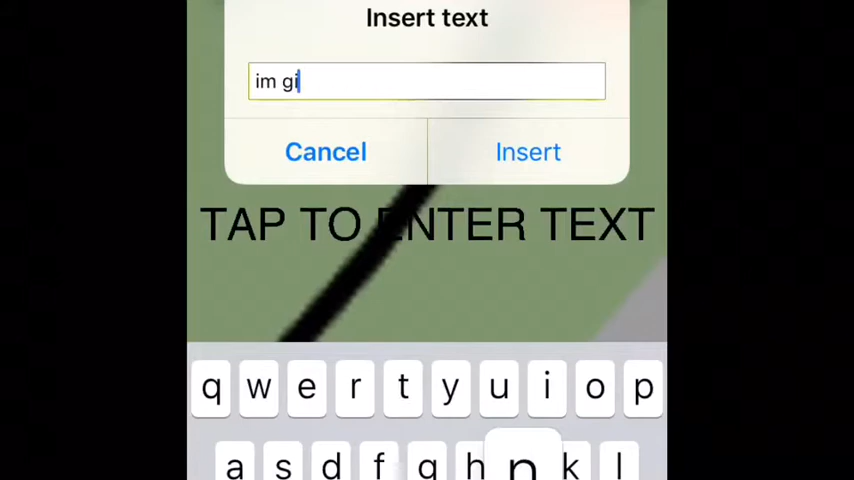 Insert text
im gi
Cancel Insert
TAP TO ENTER TEXT
q w e r t y u i o p
a s d f g h n k l